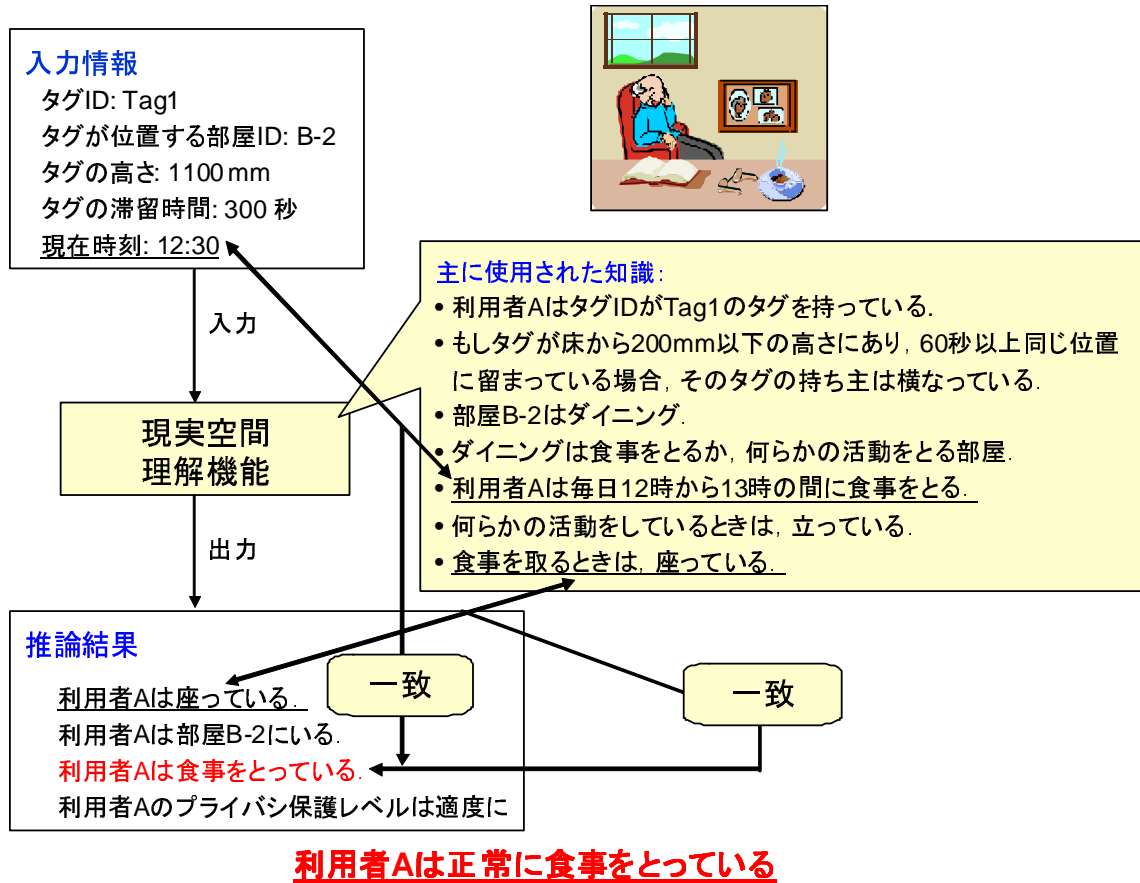 入力情報
タグID: Tag1
タグが位置する部屋ID: B-2
タグの高さ: 1100 mm
タグの滞留時間: 300 秒
現在時刻: 12:30
入力
主に使用された知識:
• 利用者AはタグIDがTag1のタグを持っている.
• もしタグが床から200mm以下の高さにあり, 60秒以上同じ位置
に留まっている場合, そのタグの持ち主は横なっている.
• 部屋B-2はダイニング.
• ダイニングは食事をとるか, 何らかの活動をとる部屋.
• 利用者Aは毎日12時から13時の間に食事をとる.
• 何らかの活動をしているときは, 立っている.
• 食事を取るときは, 座っている.
現実空間
理解機能
出力
推論結果
利用者Aは座っている.
利用者Aは部屋B-2にいる.
利用者Aは食事をとっている.
利用者Aのプライバシ保護レベルは適度に
一致
一致
利用者Aは正常に食事をとっている